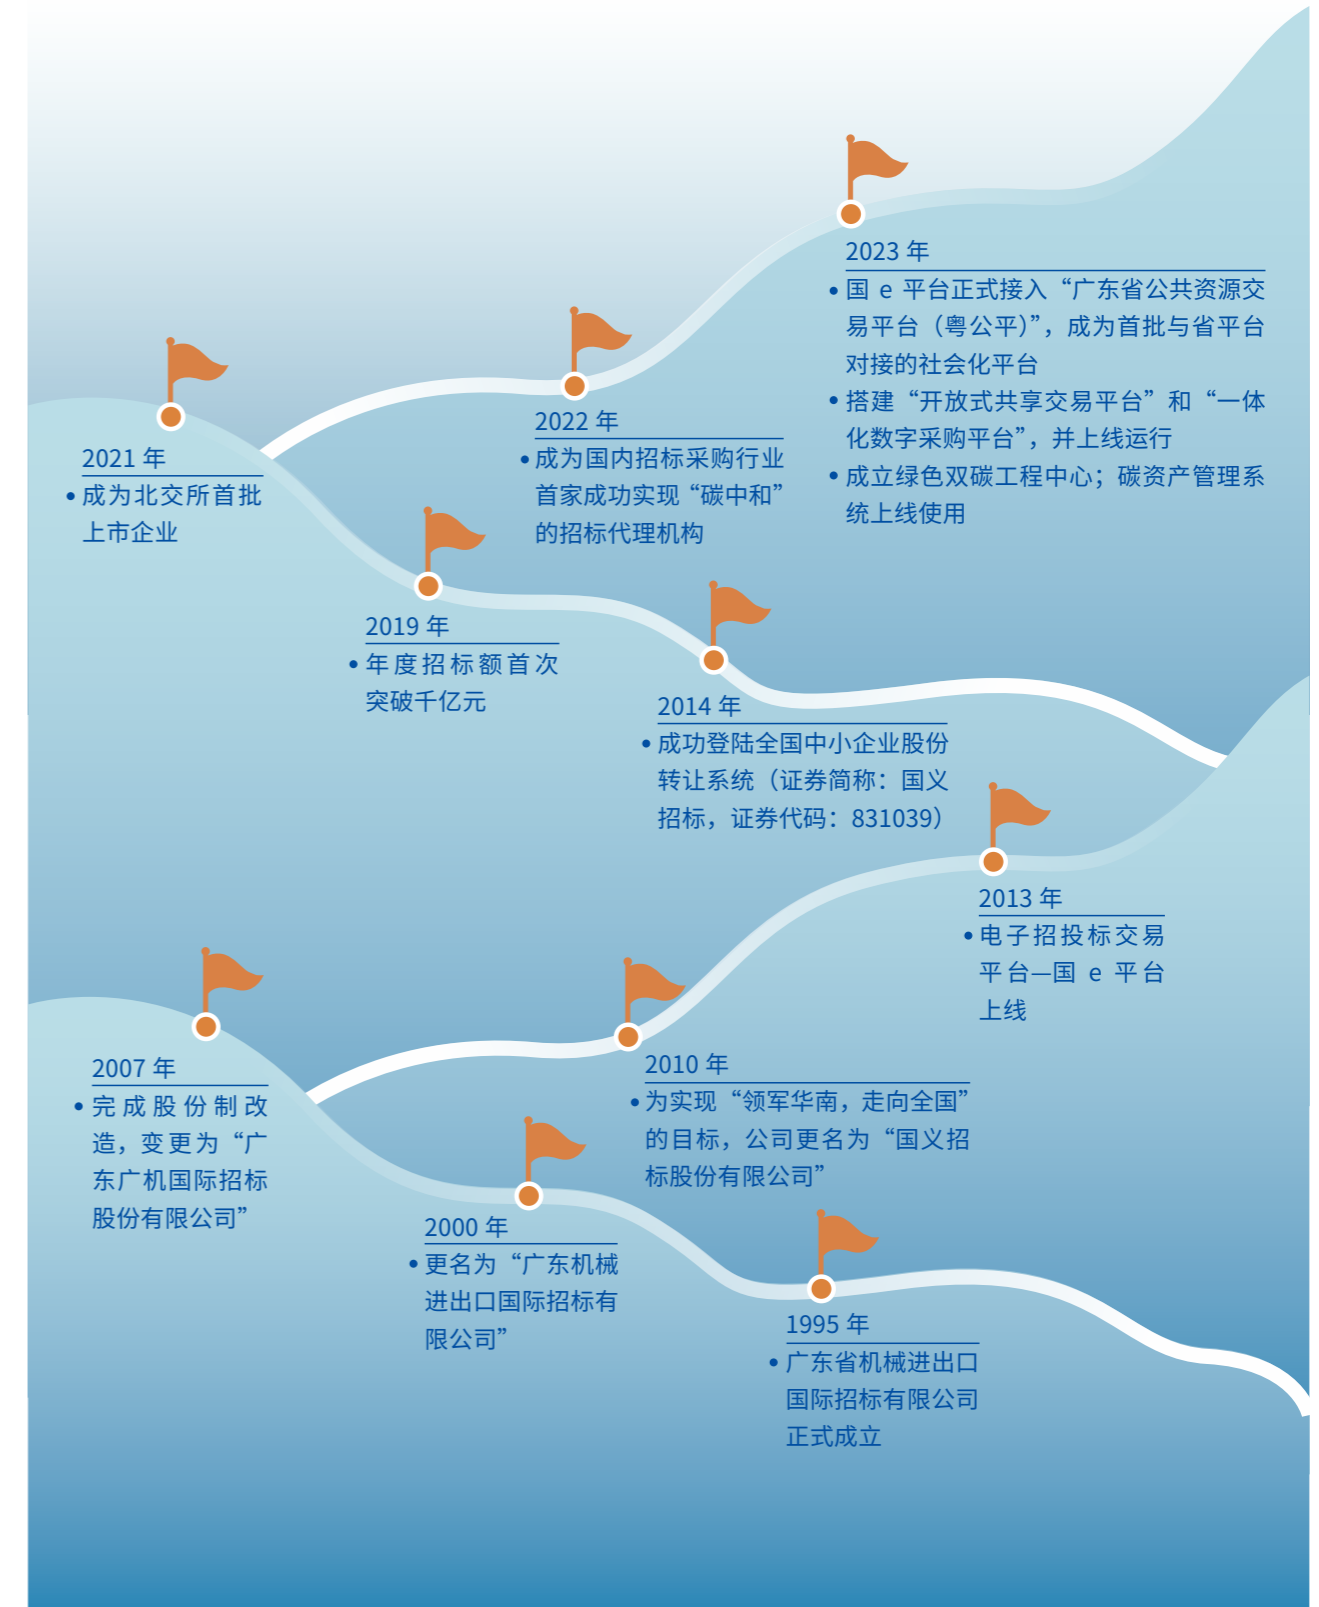 2023 年
• 国 e 平台正式接入“广东省公共资源交
易平台（粤公平）”，成为首批与省平台
对接的社会化平台
• 搭建“开放式共享交易平台”和“一体
化数字采购平台”，并上线运行
• 成立绿色双碳工程中心；碳资产管理系
统上线使用
2022 年
• 成为国内招标采购行业
首家成功实现“碳中和”
的招标代理机构
2021 年
• 成为北交所首批
上市企业
2019 年
• 年度招标额首次
突破千亿元
2014 年
• 成功登陆全国中小企业股份
转让系统（证券简称：国义
招标，证券代码：831039）
2013 年
• 电子招投标交易
平台—国 e 平台
上线
2010 年
• 为实现“领军华南，走向全国”
的目标，公司更名为“国义招
标股份有限公司”
2007 年
• 完成股份制改
造，变更为“广
东广机国际招标
股份有限公司”
2000 年
• 更名为“广东机械
进出口国际招标有
限公司”
1995 年
• 广东省机械进出口
国际招标有限公司
正式成立